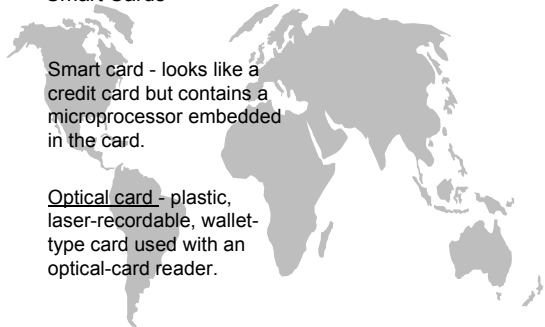 Smart card - looks like a
credit card but contains a
microprocessor embedded
in the card.
Optical card - plastic,
laser-recordable, wallet-
type card used with an
optical-card reader.